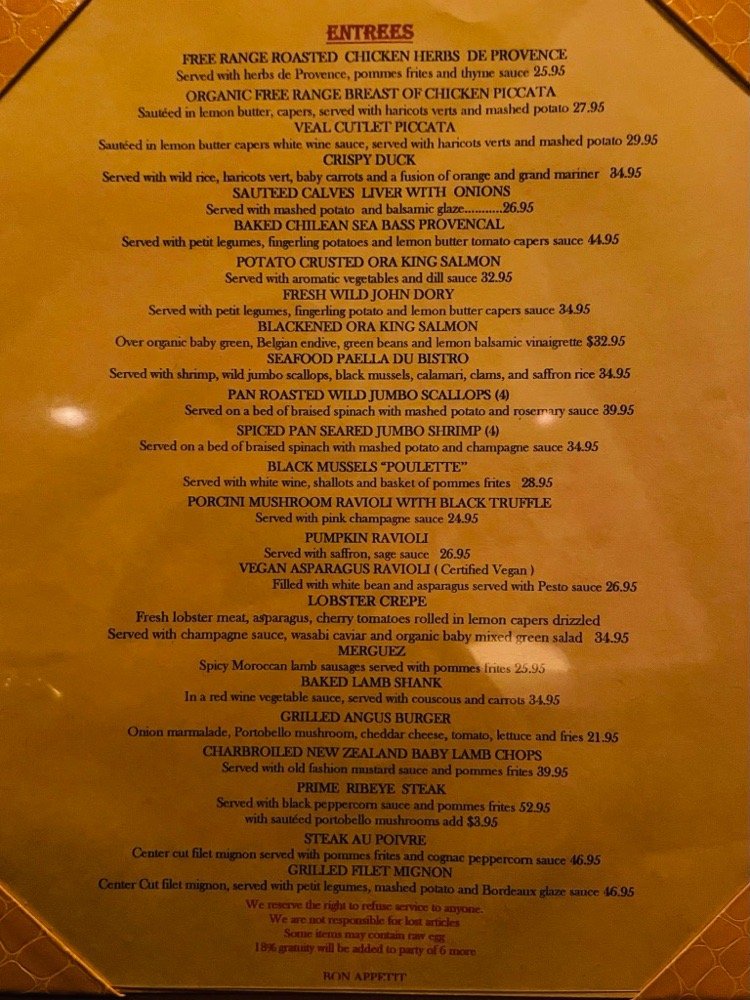 ENTREES
FREE RANGE ROASTED CHICKEN HERBS DE PROVENCE
Served with herbs de Provence, pommes frites and thyme sauce 25.95
ORGANIC FREE RANGE BREAST OF CHICKEN PICCATA
Sautéed in lemon butter, capers, served with haricots verts and mashed potato 27.95
VEAL CUTLET PICCATA
Sautéed in lemon butter capers white wine sauce, served with haricots verts and mashed potato 29.95
CRISPY DUCK
Served with wild rice, haricots vert, baby carrots and a fusion of orange and grand mariner 34.95
SAUTEED CALVES LIVER WITH ONIONS
Served with mashed potato and balsamic glaze...........26.95
BAKED CHILEAN SEA BASS PROVENCAL
Served with petit legumes, fingerling potatoes and lemon butter tomato capers sauce 44.95
POTATO CRUSTED ORA KING SALMON
Served with aromatic vegetables and dill sauce 32.95
FRESH WILD JOHN DORY
Served with petit legumes, fingerling potato and lemon butter capers sauce 34.95
BLACKENED ORA KING SALMON
Over organic baby green, Belgian endive, green beans and lemon balsamic vinaigrette $32.95
SEAFOOD PAELLA DU BISTRO
Served with shrimp, wild jumbo scallops, black mussels, calamari, clams, and saffron rice 34.95
PAN ROASTED WILD JUMBO SCALLOPS (4)
Served on a bed of braised spinach with mashed potato and rosemary sauce 39.95
SPICED PAN SEARED JUMBO SHRIMP (4)
Served on a bed of braised spinach with mashed potato and champagne sauce 34.95
BLACK MUSSELS “POULETTE”
Served with white wine, shallots and basket of pommes frites 28.95
PORCINI MUSHROOM RAVIOLI WITH BLACK TRUFFLE
Served with pink champagne sauce 24.95
PUMPKIN RAVIOLI
Served with saffron, sage sauce 26.95
VEGAN ASPARAGUS RAVIOLI ( Certified Vegan )
Filled with white bean and asparagus served with Pesto sauce 26.95
LOBSTER CREPE
Fresh lobster meat, asparagus, cherry tomatoes rolled in lemon capers drizzled
Served with champagne sauce, wasabi caviar and organic baby mixed green salad 34.95
MERGUEZ
Spicy Moroccan lamb sausages served with pommes frites 25.95
BAKED LAMB SHANK
In a red wine vegetable sauce, served with couscous and carrots 34.95
GRILLED ANGUS BURGER
Onion marmalade, Portobello mushroom, cheddar cheese, tomato, lettuce and fries 21.95
CHARBROILED NEW ZEALAND BABY LAMB CHOPS
Served with old fashion mustard sauce and pommes frites 39.95
PRIME RIBEYE STEAK
Served with black peppercorn sauce and pommes frites 52.95
with sautéed portobello mushrooms add $3.95
STEAK AU POIVRE
Center cut filet mignon served with pommes frites and cognac peppercorn sauce 46.95
GRILLED FILET MIGNON
Center Cut filet mignon, served with petit legumes, mashed potato and Bordeaux glaze sauce 46.95
We reserve the right to refuse service to anyone.
We are not responsible for lost articles
Some items may contain raw egg
18% gratuity will be added to party of 6 more
BON APPETIT